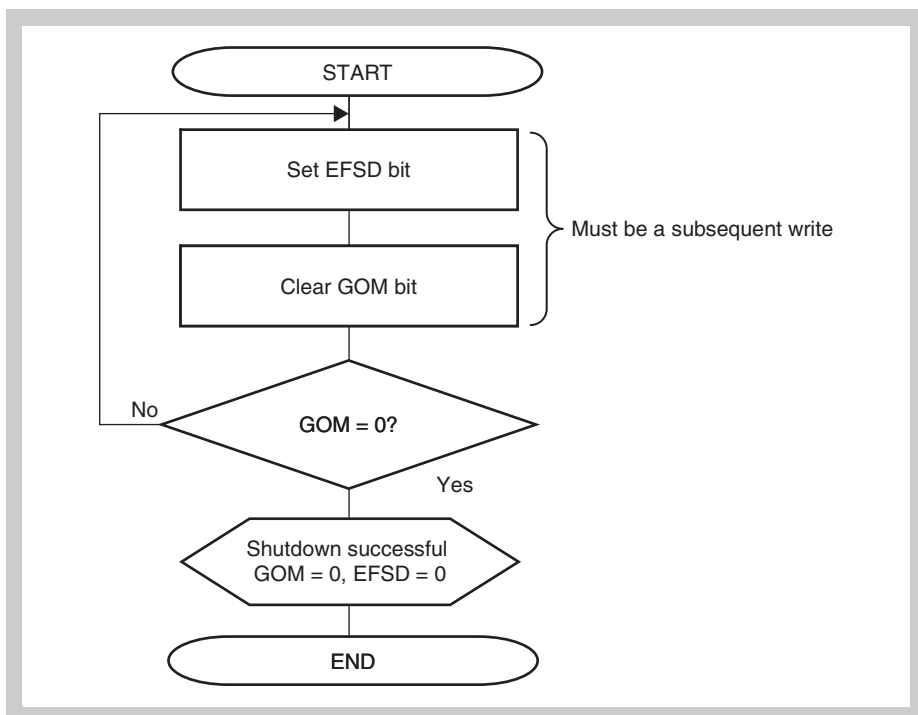 START
Set EFSD bit
Must be a subsequent write
Clear GOM bit
No
GOM = 0?
Yes
Shutdown successful
GOM = 0, EFSD = 0
END